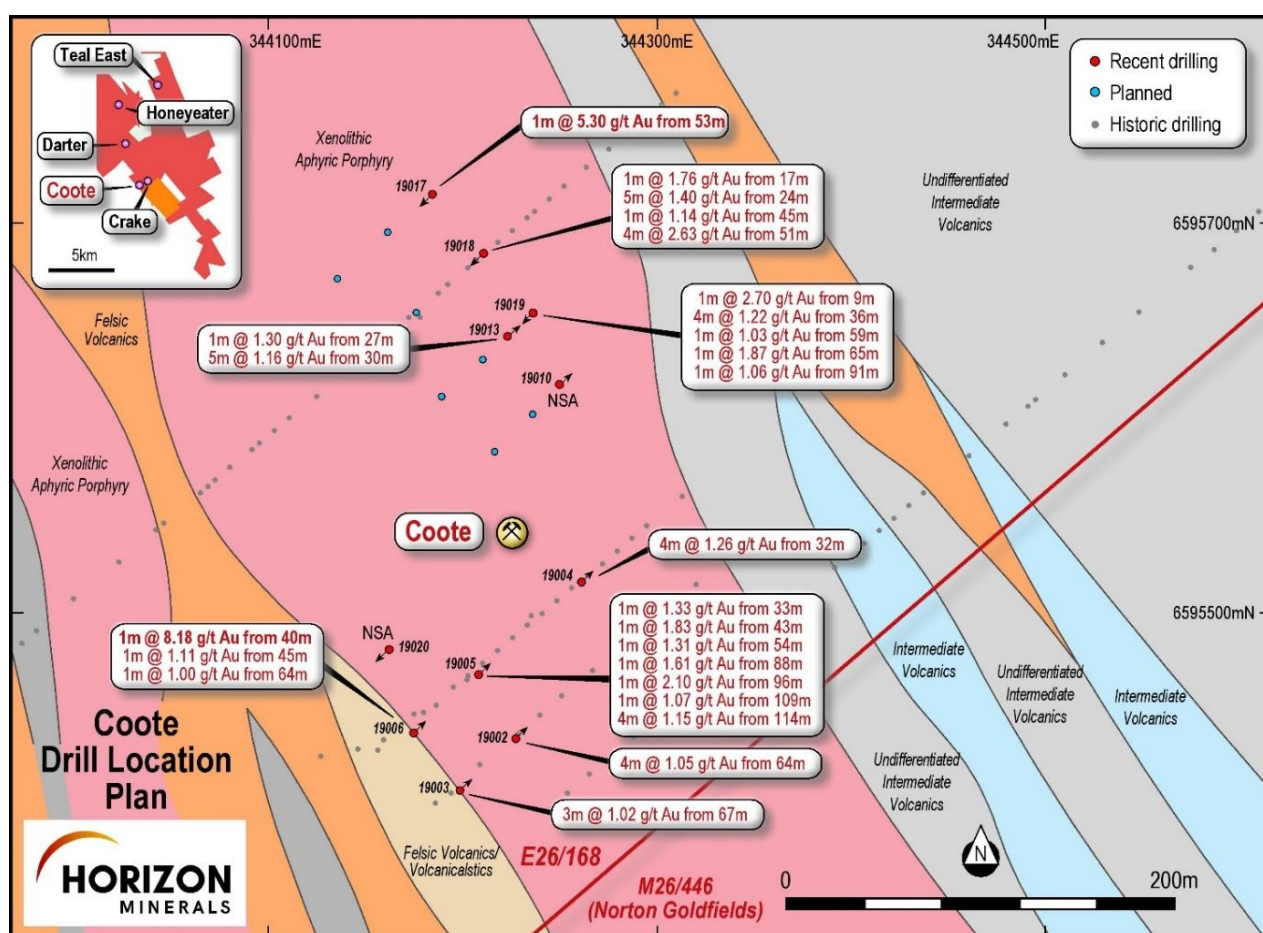 344100mE
344300mE
344500mE
Teal East
Honeyeater
Darter
Coote
Crake
5km
Recent drilling
Planned
Historic drilling
Xenolithic
Aphyric Porphyry
1m @ 5.30 g/t Au from 53m
19017
1m @ 1.76 g/t Au from 17m
5m @ 1.40 g/t Au from 24m
1m @ 1.14 g/t Au from 45m
4m @ 2.63 g/t Au from 51m
Undifferentiated
Intermediate
Volcanics
6595700mN
19018
19019
1m @ 2.70 g/t Au from 9m
4m @ 1.22 g/t Au from 36m
1m @ 1.03 g/t Au from 59m
1m @ 1.87 g/t Au from 65m
1m @ 1.06 g/t Au from 91m
Felsic
Volcanics
1m @ 1.30 g/t Au from 27m
5m @ 1.16 g/t Au from 30m
19013
19010
NSA
Xenolithic
Aphyric Porphyry
Coote
4m @ 1.26 g/t Au from 32m
19004
6595500mN
1m @ 1.33 g/t Au from 33m
1m @ 1.83 g/t Au from 43m
1m @ 1.31 g/t Au from 54m
1m @ 1.61 g/t Au from 88m
1m @ 2.10 g/t Au from 96m
1m @ 1.07 g/t Au from 109m
4m @ 1.15 g/t Au from 114m
1m @ 8.18 g/t Au from 40m
1m @ 1.11 g/t Au from 45m
1m @ 1.00 g/t Au from 64m
NSA
19020
19005
Intermediate
Volcanics
Undifferentiated
Intermediate
Volcanics
Intermediate
Volcanics
19006
19002
4m @ 1.05 g/t Au from 64m
Undifferentiated
Intermediate
Volcanics
19003
3m @ 1.02 g/t Au from 67m
Coote
Drill Location
Plan
HORIZON
MINERALS
Felsic Volcanics/
Volcanicalstics
E26/168
M26/446
(Norton Goldfields)
N
0
200m